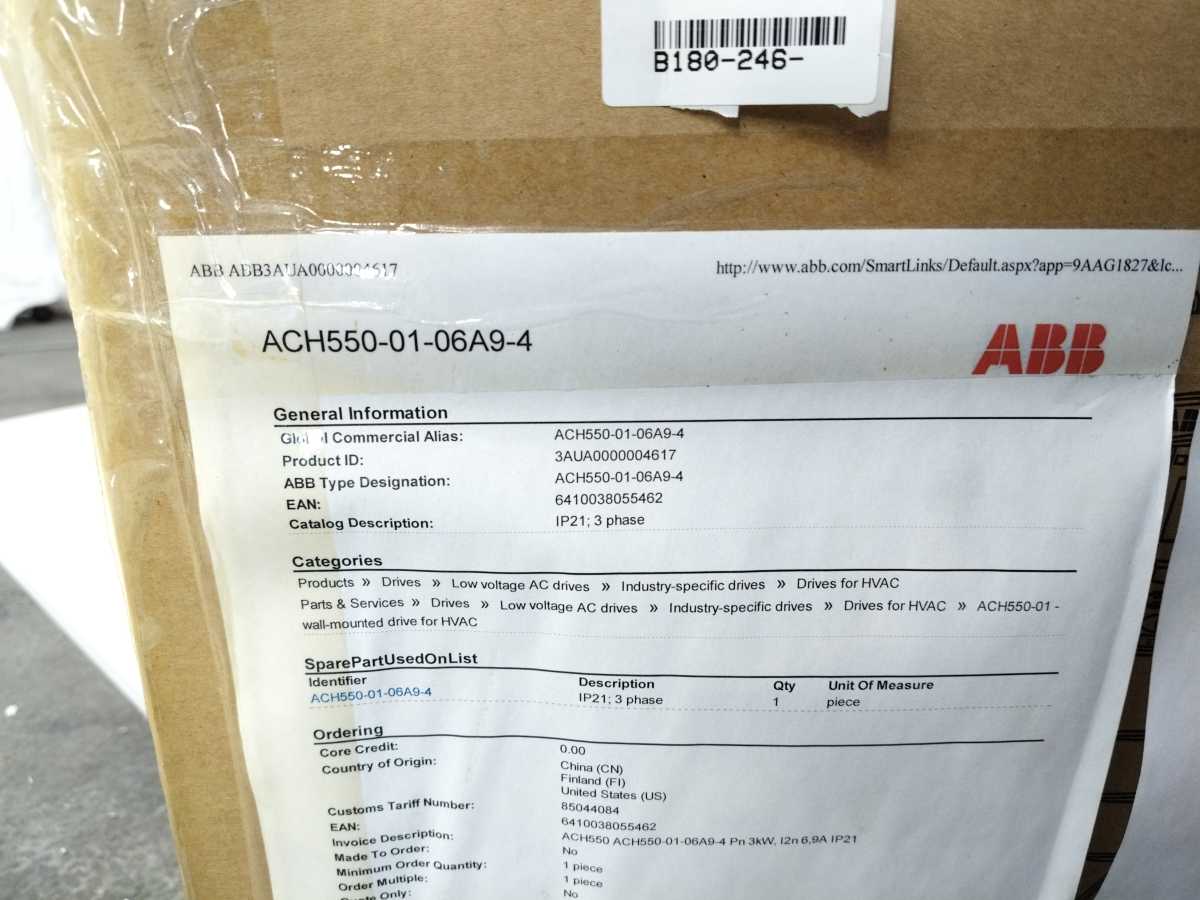 B180-246-
ABB ABB3AUA0000004617
http://www.abb.com/SmartLinks/Default.aspx?app=9AAG1827&lc...
ACH550-01-06A9-4
ABB
General Information
Commercial Alias: ACH550-01-06A9-4
Product ID: 3AUA0000004617
ABB Type Designation: ACH550-01-06A9-4
EAN: 6410038055462
Catalog Description: IP21; 3 phase
Categories
Products » Drives » Low voltage AC drives » Industry-specific drives » Drives for HVAC
Parts & Services » Drives » Low voltage AC drives » Industry-specific drives » Drives for HVAC » ACH550-01 -
wall-mounted drive for HVAC
SparePartUsedOnList
Identifier Description Qty Unit Of Measure
ACH550-01-06A9-4 IP21; 3 phase 1 piece
Ordering
Core Credit: 0.00
Country of Origin: China (CN)
Finland (FI)
United States (US)
Customs Tariff Number: 85044084
EAN: 6410038055462
Invoice Description: ACH550 ACH550-01-06A9-4 Pn 3kW, I2n 6,9A IP21
Made To Order: No
Minimum Order Quantity: 1 piece
Order Multiple: 1 piece
Only: No